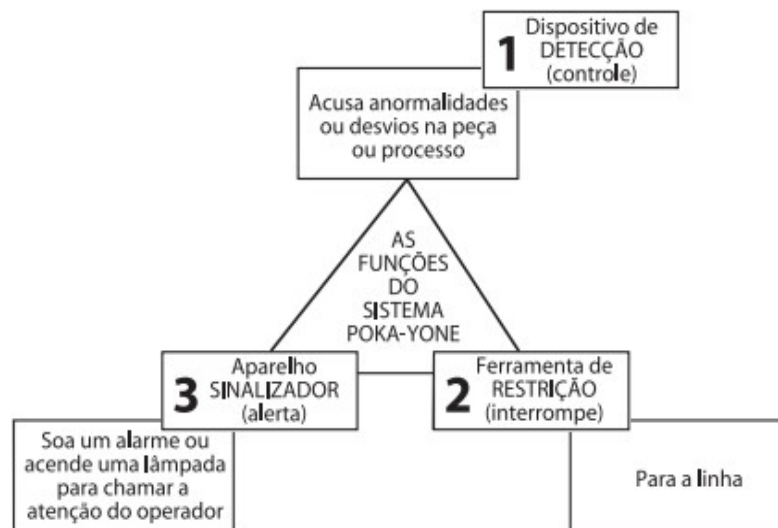 1
Dispositivo de
DETECÇÃO
(controle)
Acusa anormalidades
ou desvios na peça
ou processo
AS
FUNÇÕES
DO
SISTEMA
POKA-YONE
3
Aparelho
SINALIZADOR
(alerta)
2
Ferramenta de
RESTRIÇÃO
(interrompe)
Soa um alarme ou
acende uma lâmpada
para chamar a
atenção do operador
Para a linha